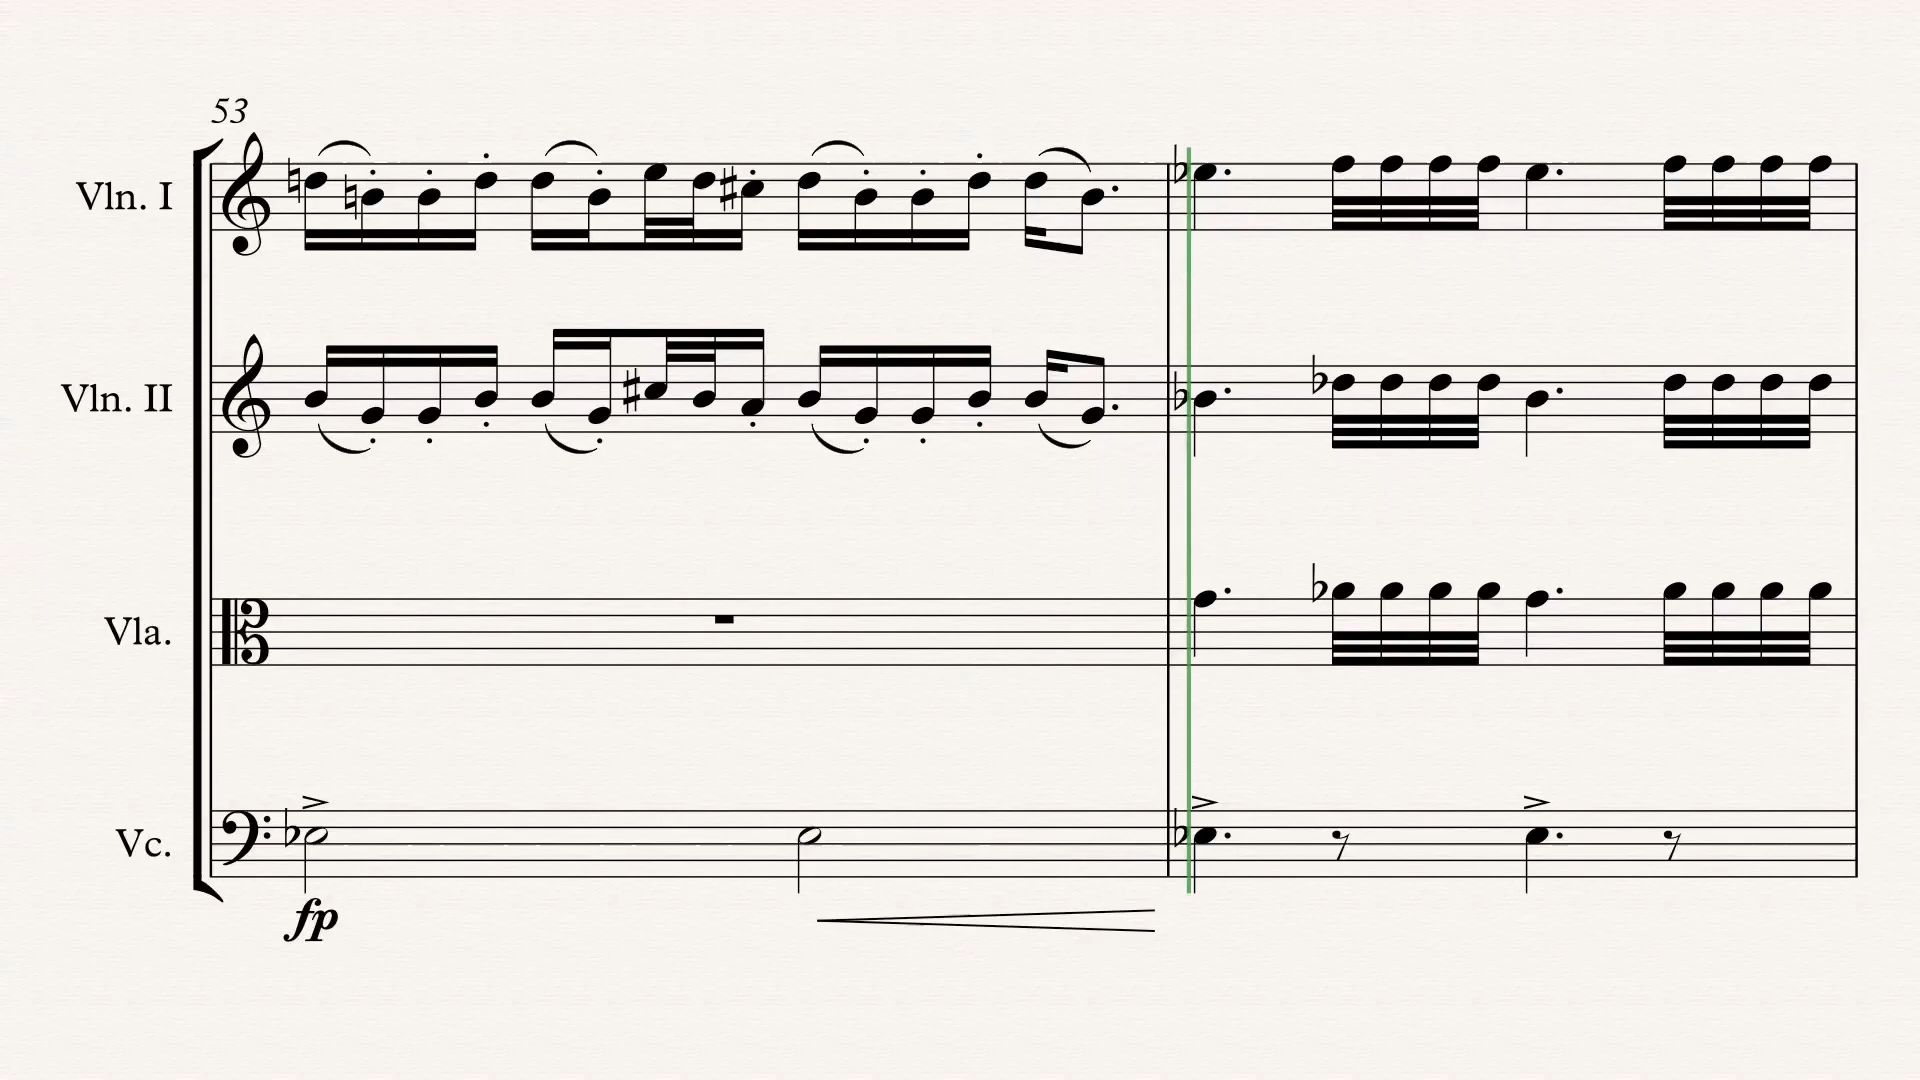 53
Vln. I
Vln. II
Vla.
Vc.
fp